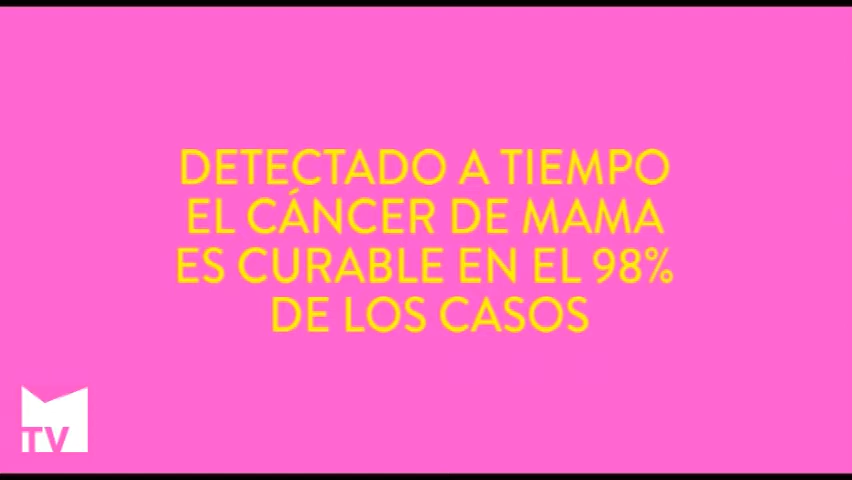 DETECTADO A TIEMPO
EL CÁNCER DE MAMA
ES CURABLE EN EL 98%
DE LOS CASOS
TV